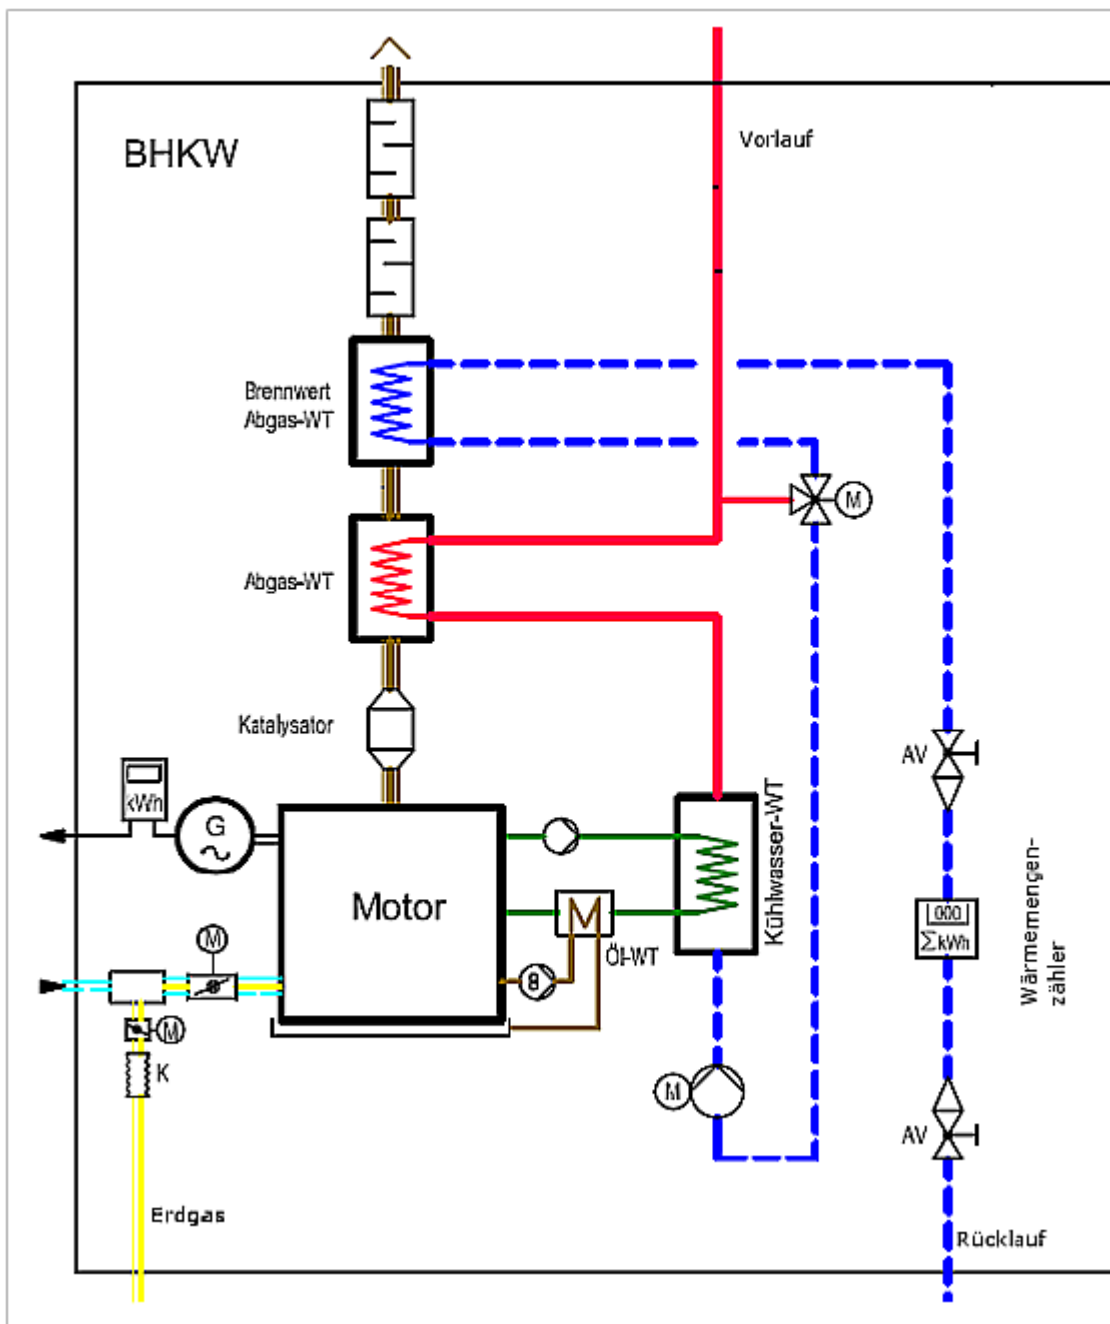 BHKW
Vorlauf
Brennwert
Abgas-WT
M
Abgas-WT
Katalysator
AV
kWh
G
Motor
Kühlwasser-WT
000
ΣkWh
Wärmemengen-
zähler
M
Öl-WT
8
M
K
M
AV
Erdgas
Rücklauf